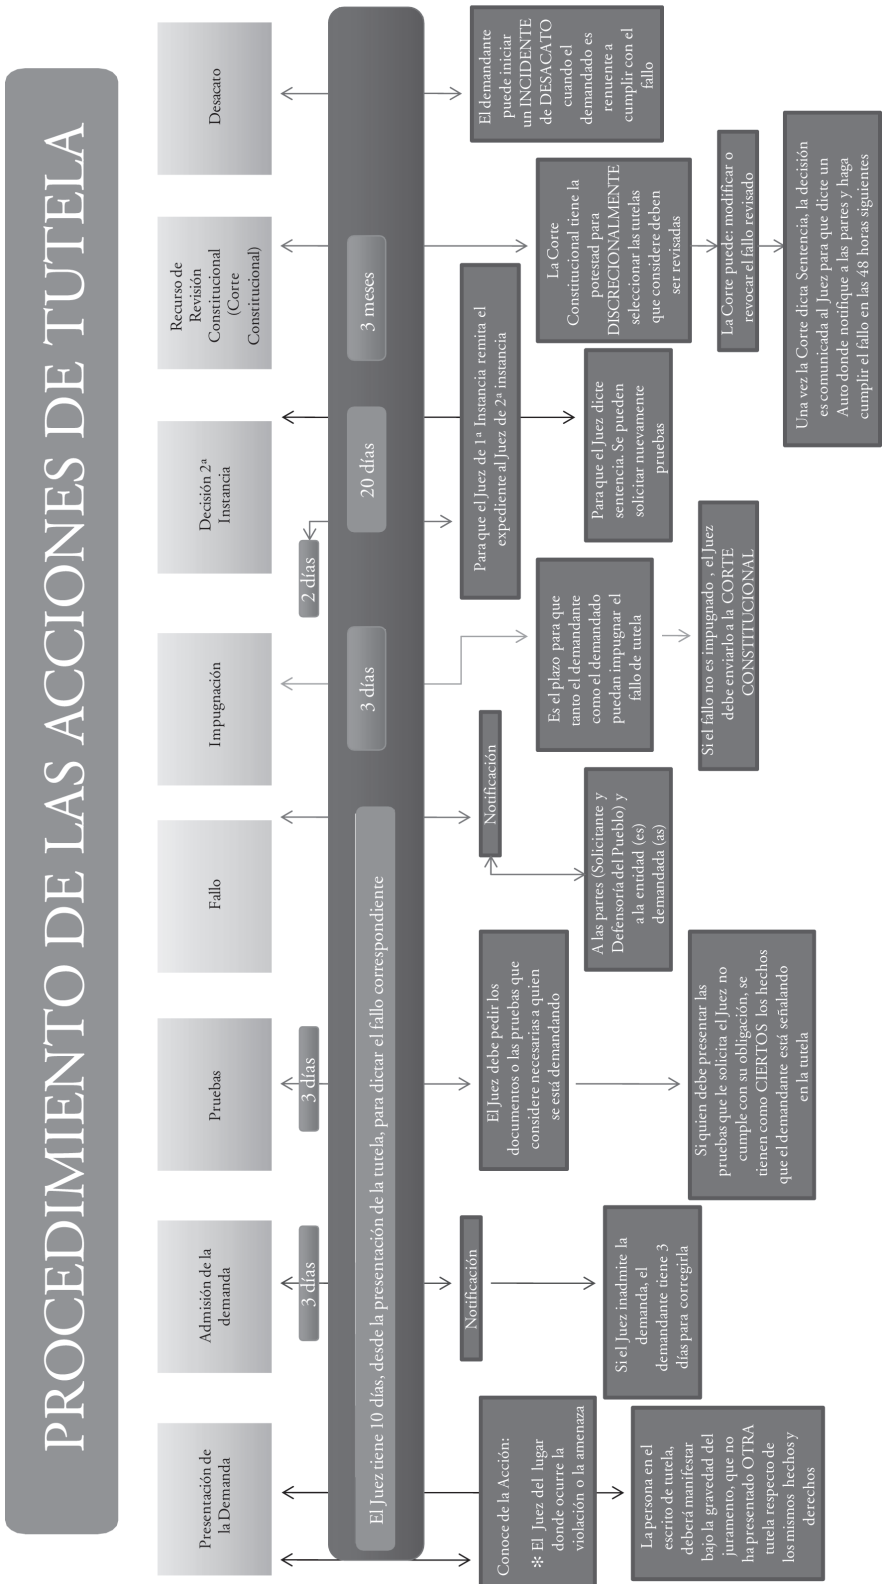 PROCEDIMIENTO DE LAS ACCIONES DE TUTELA
Presentación de
la Demanda
Admisión de la
demanda
Pruebas
Fallo
Impugnación
Decisión 2ª
Instancia
Recurso de
Revisión
Constitucional
(Corte
Constitucional)
Desacato
3 días
3 días
2 días
El Juez tiene 10 días, desde la presentación de la tutela, para dictar el fallo correspondiente
3 días
20 días
3 meses
Conoce de la Acción:
✻ El Juez del lugar
donde ocurre la
violación o la amenaza
La persona en el
escrito de tutela,
deberá manifestar
bajo la gravedad del
juramento, que no
ha presentado OTRA
tutela respecto de
los mismos hechos y
derechos
Notificación
Si el Juez inadmite la
demanda, el
demandante tiene 3
días para corregirla
El Juez debe pedir los
documentos o las pruebas que
considere necesarias a quien
se está demandando
Si quien debe presentar las
pruebas que le solicita el Juez no
cumple con su obligación, se
tienen como CIERTOS los hechos
que el demandante está señalando
en la tutela
Notificación
A las partes (Solicitante y
Defensoría del Pueblo) y
a la entidad (es)
demandada (as)
Es el plazo para que
tanto el demandante
como el demandado
puedan impugnar el
fallo de tutela
Si el fallo no es impugnado , el Juez
debe enviarlo a la CORTE
CONSTITUCIONAL
Para que el Juez de 1ª Instancia remita el
expediente al Juez de 2ª instancia
Para que el Juez dicte
sentencia. Se pueden
solicitar nuevamente
pruebas
La Corte
Constitucional tiene la
potestad para
DISCRECIONALMENTE
seleccionar las tutelas
que considere deben
ser revisadas
La Corte puede: modificar o
revocar el fallo revisado
Una vez la Corte dicta Sentencia, la decisión
es comunicada al Juez para que dicte un
Auto donde notifique a las partes y haga
cumplir el fallo en las 48 horas siguientes
El demandante
puede iniciar
un INCIDENTE
de DESACATO
cuando el
demandado es
renuente a
cumplir con el
fallo